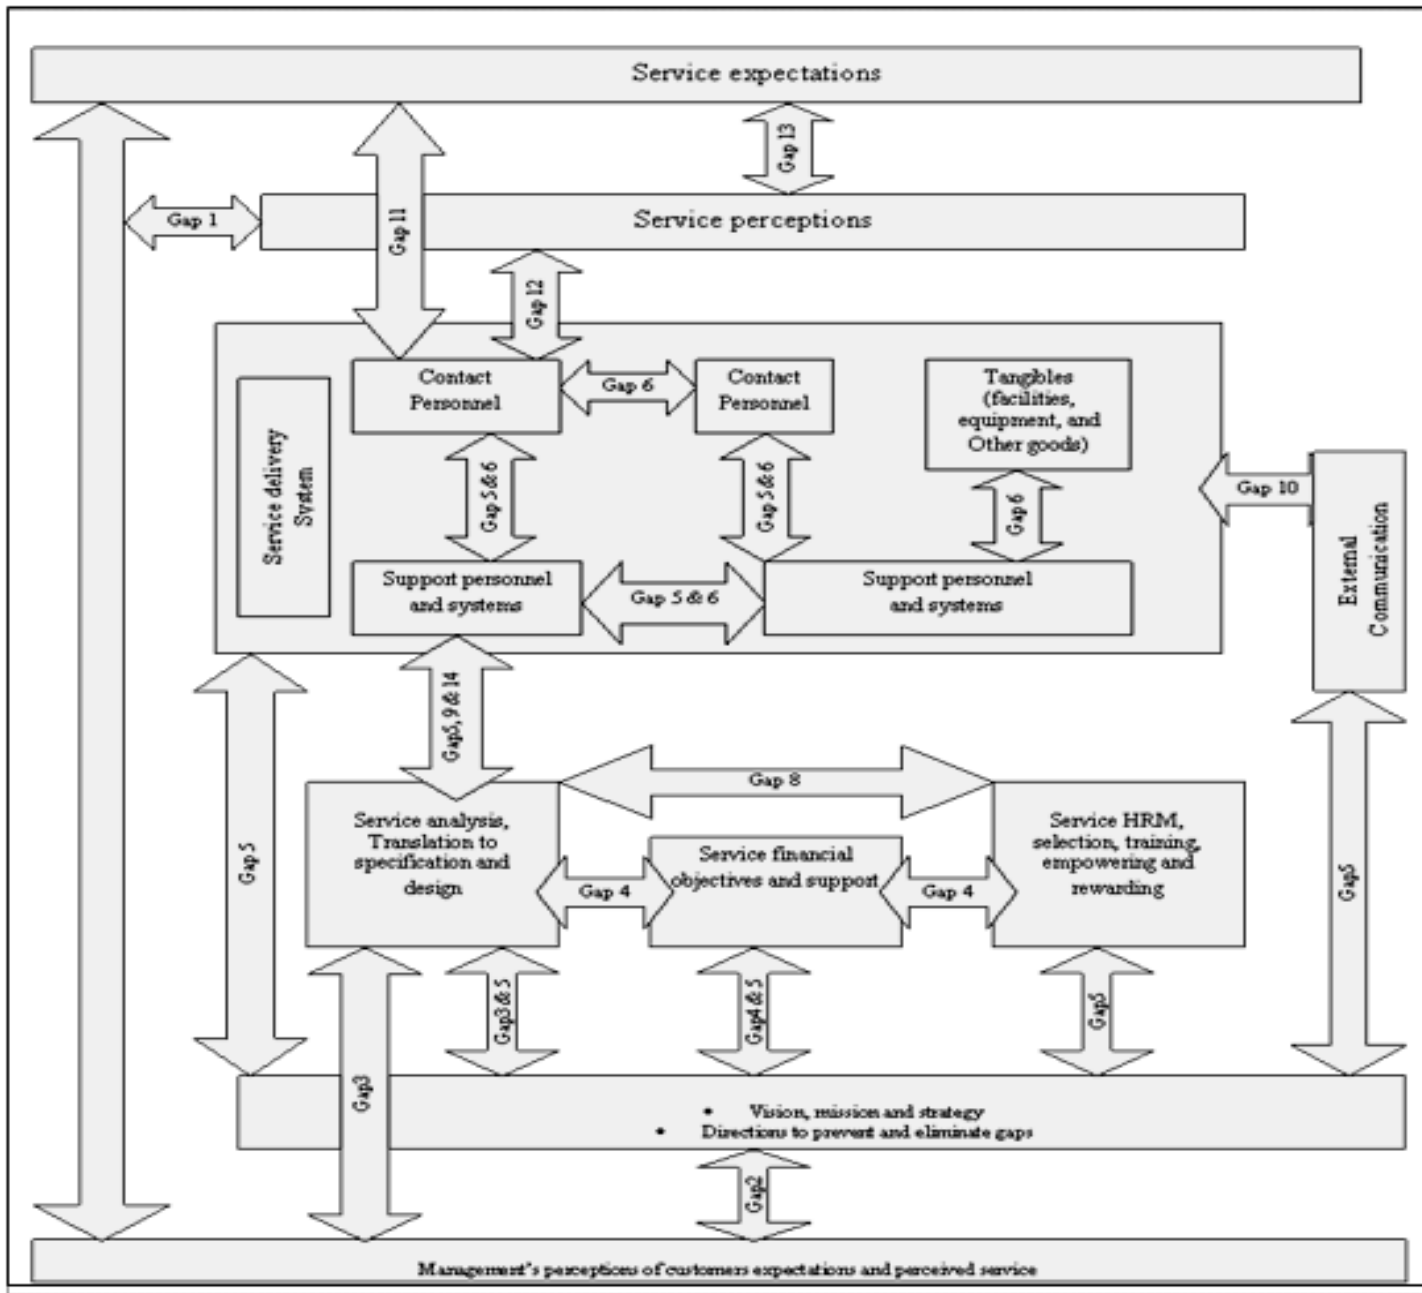 Service expectations
Gap 13
Gap 1
Gap 11
Service perceptions
Gap 12
Contact
Personnel
Gap 6
Contact
Personnel
Tangibles
(facilities,
equipment, and
Other goods)
Service delivery
System
Gap 5 & 6
Gap 5 & 6
Gap 6
Gap 10
External
Communication
Support personnel
and systems
Gap 5 & 6
Support personnel
and systems
Gap5, 9 & 14
Gap 5
Gap 8
Service analysis,
Translation to
specification and
design
Gap 4
Service financial
objectives and support
Gap 4
Service HRM,
selection, training,
empowering and
rewarding
Gap5
Gap3
Gap3 & 5
Gap4 & 5
Gap5
• Vision, mission and strategy
• Directions to prevent and eliminate gaps
Gap2
Management's perceptions of customers expectations and perceived service